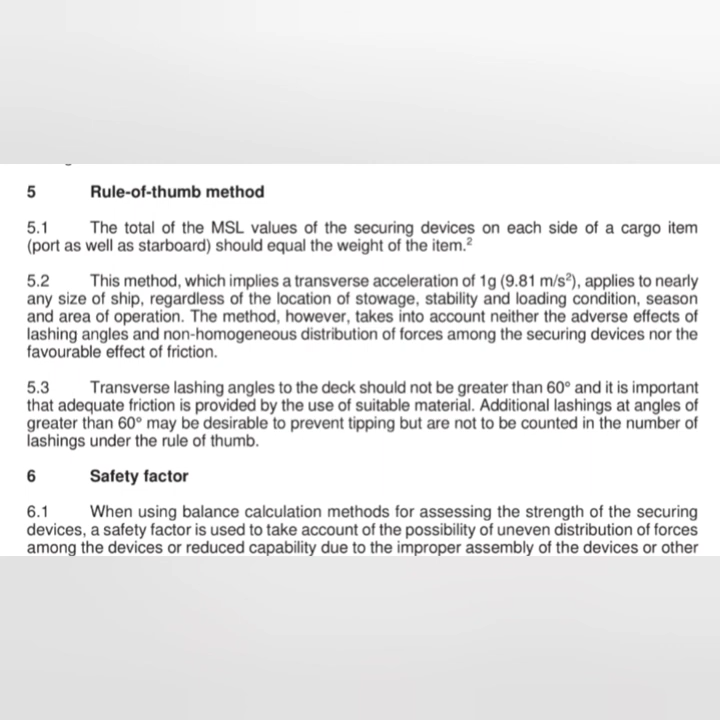 5 Rule-of-thumb method
5.1 The total of the MSL values of the securing devices on each side of a cargo item
(port as well as starboard) should equal the weight of the item.²
5.2 This method, which implies a transverse acceleration of 1g (9.81 m/s²), applies to nearly
any size of ship, regardless of the location of stowage, stability and loading condition, season
and area of operation. The method, however, takes into account neither the adverse effects of
lashing angles and non-homogeneous distribution of forces among the securing devices nor the
favourable effect of friction.
5.3 Transverse lashing angles to the deck should not be greater than 60° and it is important
that adequate friction is provided by the use of suitable material. Additional lashings at angles of
greater than 60° may be desirable to prevent tipping but are not to be counted in the number of
lashings under the rule of thumb.
6 Safety factor
6.1 When using balance calculation methods for assessing the strength of the securing
devices, a safety factor is used to take account of the possibility of uneven distribution of forces
among the devices or reduced capability due to the improper assembly of the devices or other